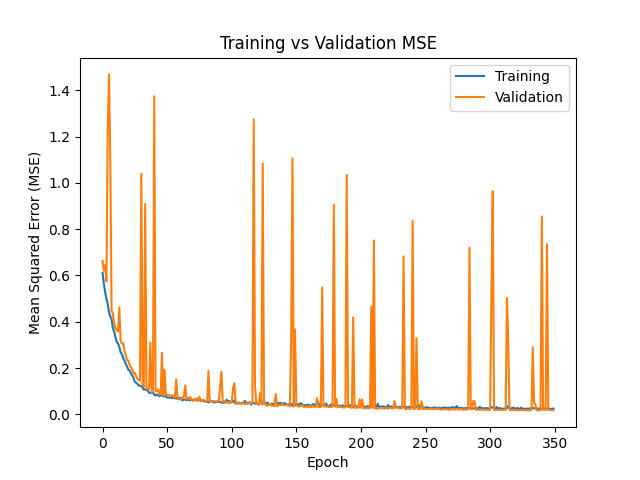 Training vs Validation MSE
Training
Validation
Mean Squared Error (MSE)
1.4
1.2
1.0
0.8
0.6
0.4
0.2
0.0
0 50 100 150 200 250 300 350
Epoch